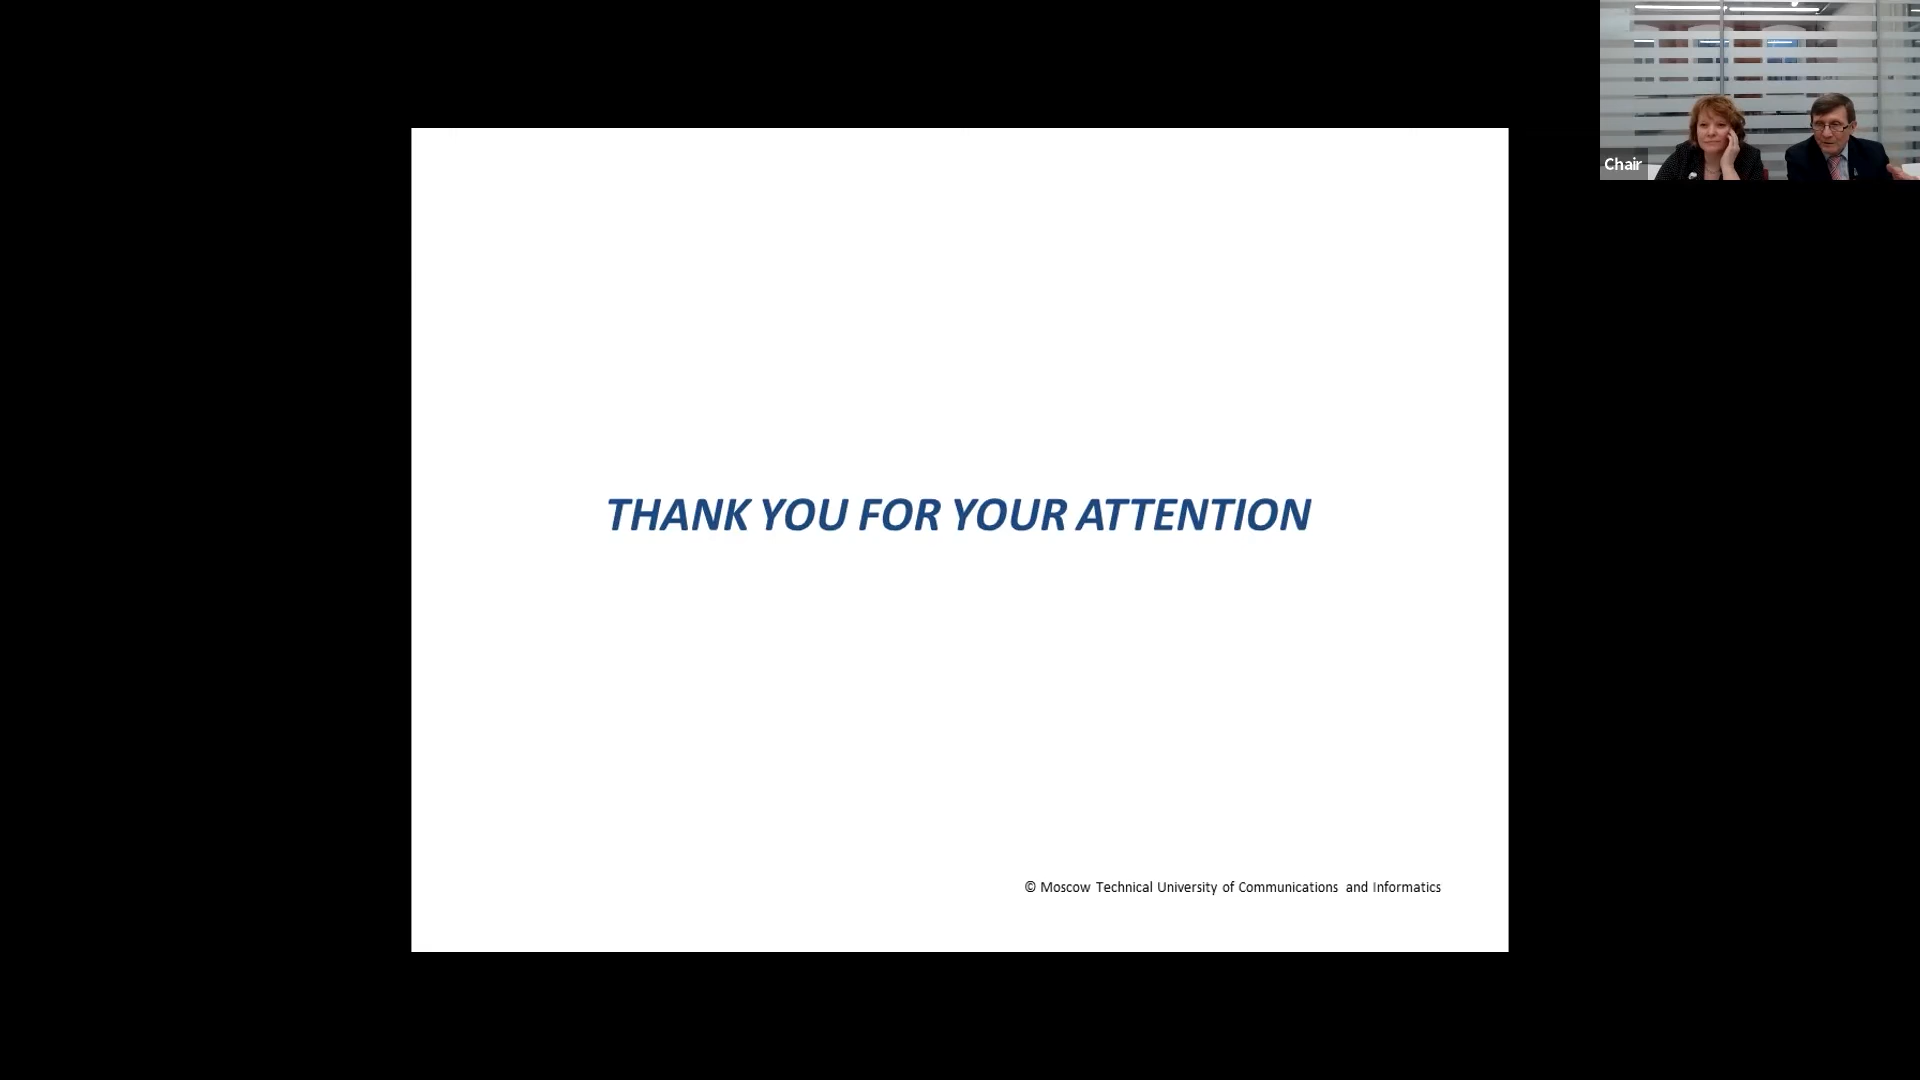 Chair
THANK YOU FOR YOUR ATTENTION
© Moscow Technical University of Communications and Informatics